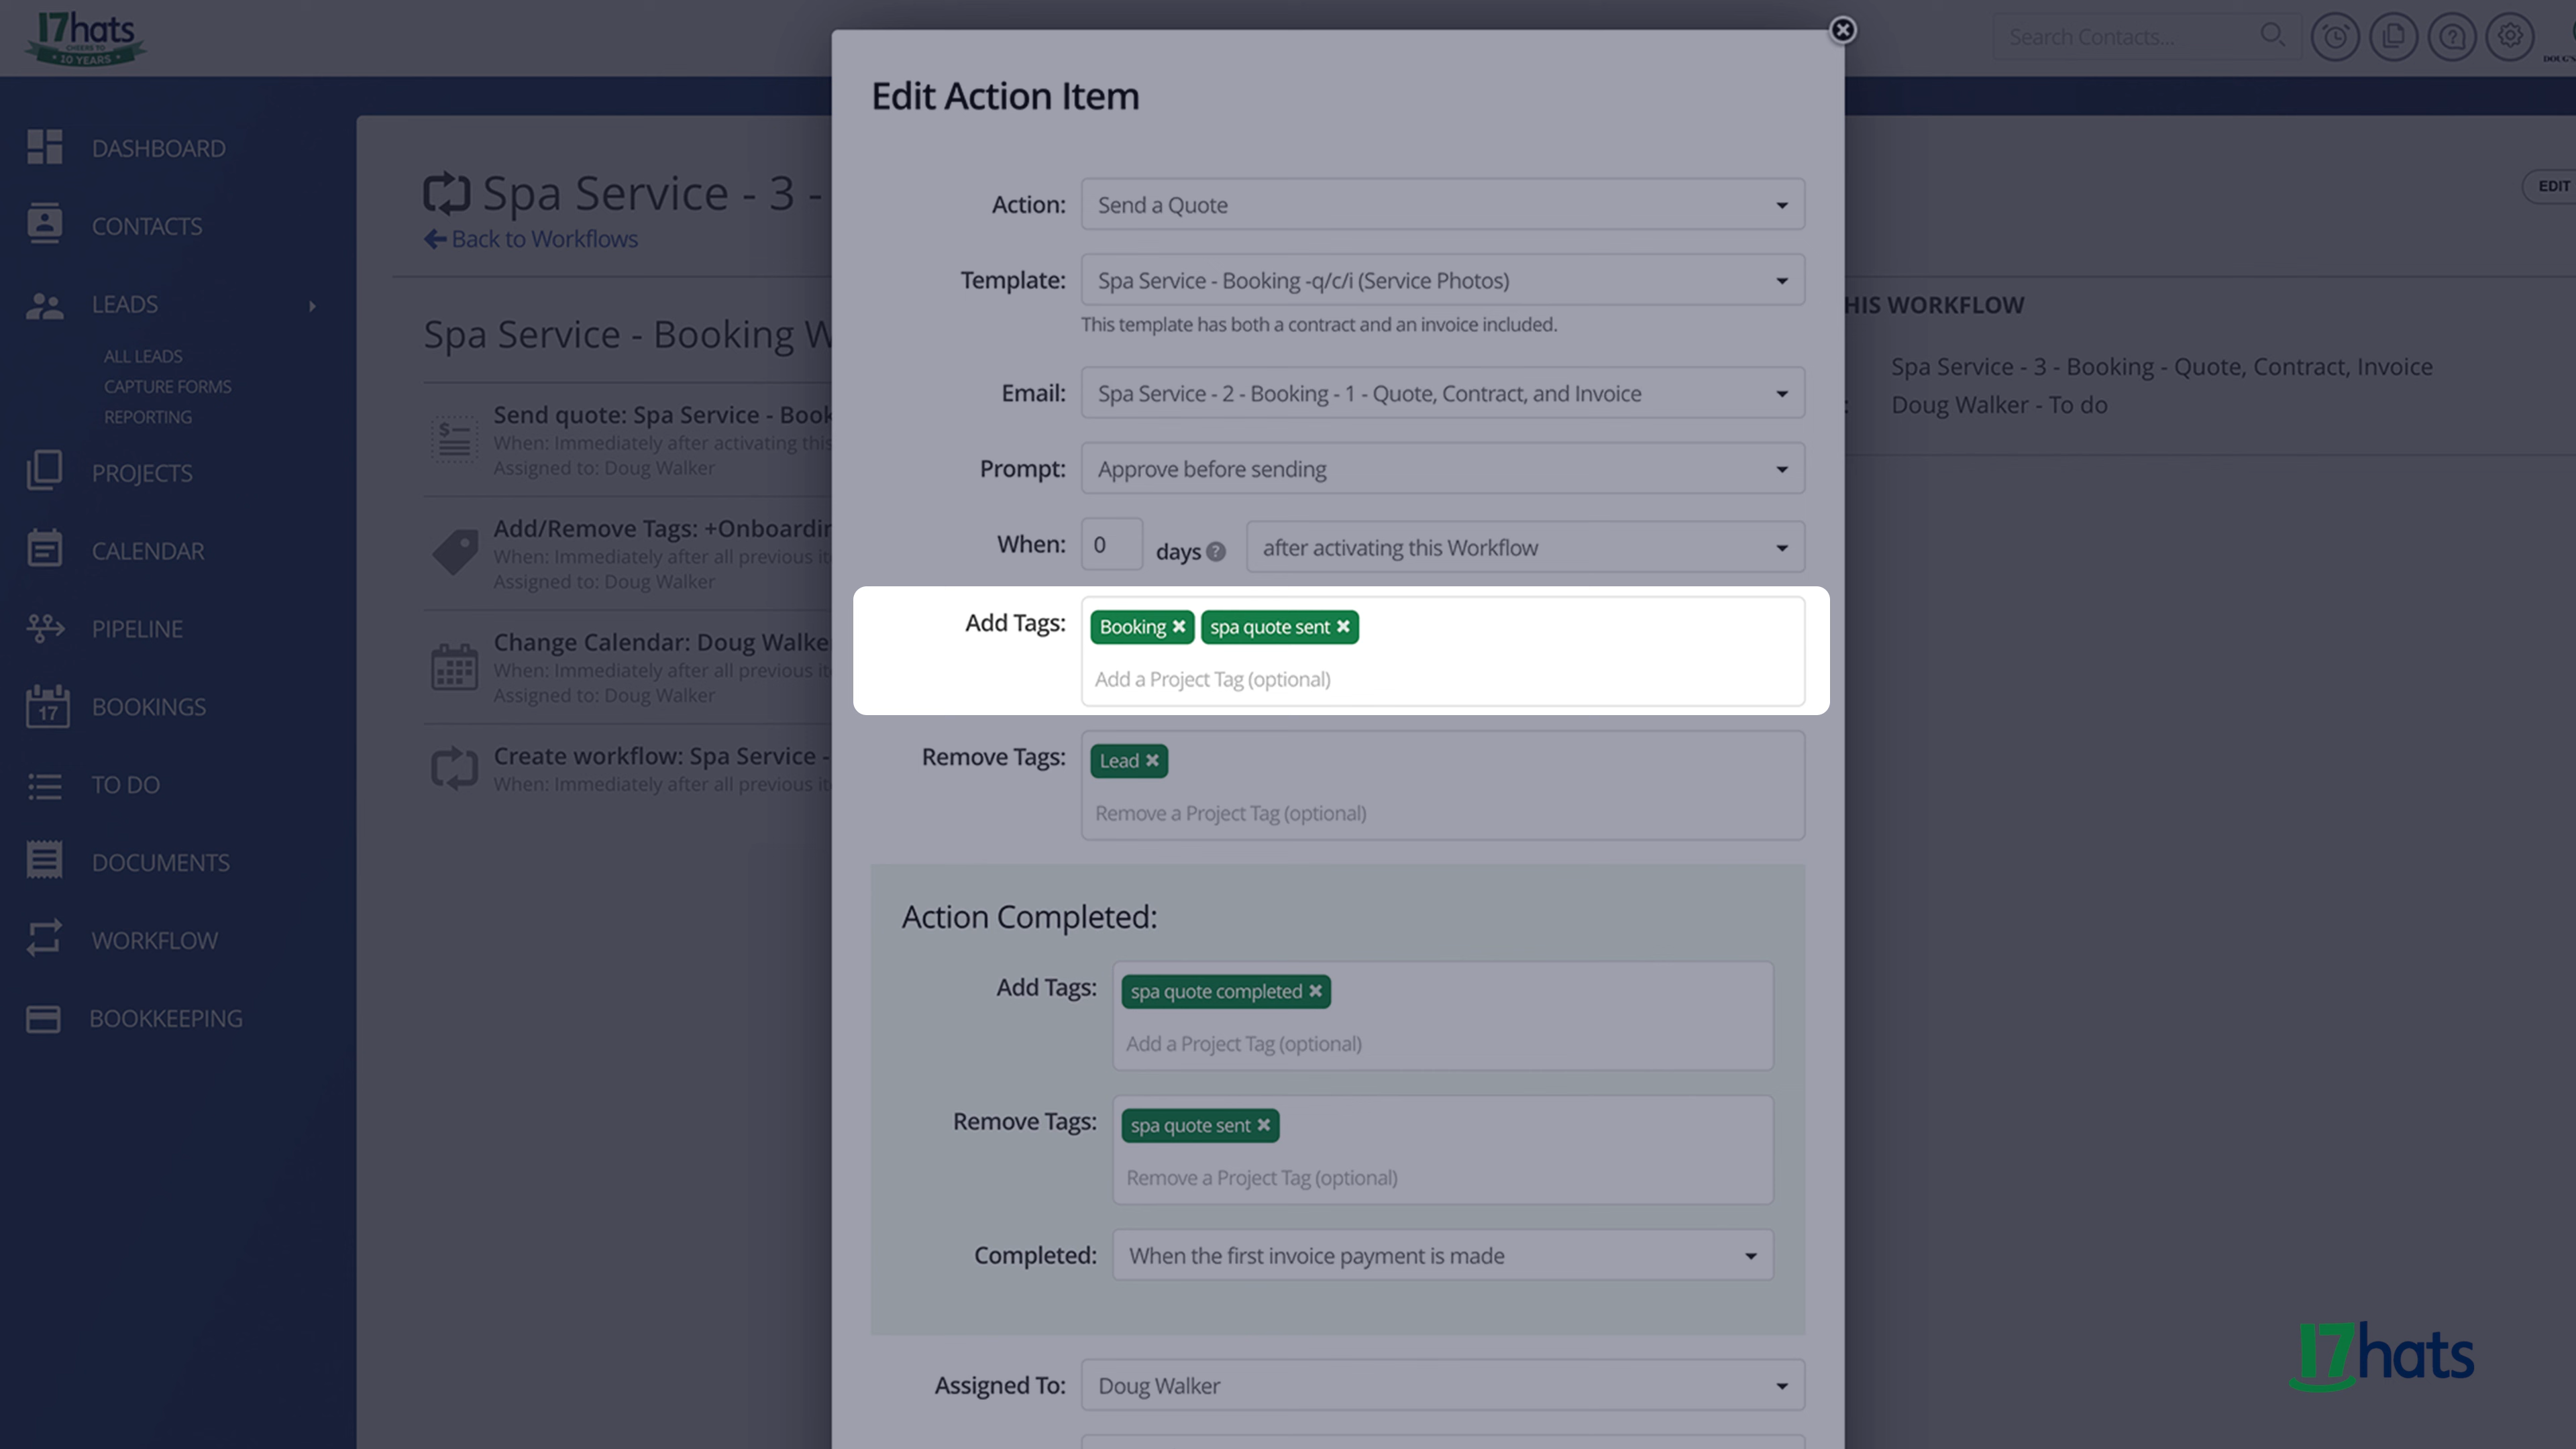 17hats
CHEERS TO
10 YEARS
Search Contacts...
DASHBOARD
CONTACTS
LEADS
ALL LEADS
CAPTURE FORMS
REPORTING
PROJECTS
CALENDAR
PIPELINE
17
BOOKINGS
TO DO
DOCUMENTS
WORKFLOW
BOOKKEEPING
Spa Service - 3 -
Back to Workflows
Spa Service - Booking W
Send quote: Spa Service - Book
When: Immediately after activating this
Assigned to: Doug Walker
Add/Remove Tags: +Onboardin
When: Immediately after all previous it
Assigned to: Doug Walker
Change Calendar: Doug Walke
When: Immediately after all previous it
Assigned to: Doug Walker
Create workflow: Spa Service -
When: Immediately after all previous it
Edit Action Item
Action: Send a Quote
Template: Spa Service - Booking -q/c/i (Service Photos)
This template has both a contract and an invoice included.
Email: Spa Service - 2 - Booking - 1 - Quote, Contract, and Invoice
Prompt: Approve before sending
When: 0 days ? after activating this Workflow
Add Tags: Booking ✖ spa quote sent ✖
Add a Project Tag (optional)
Remove Tags: Lead ✖
Remove a Project Tag (optional)
Action Completed:
Add Tags: spa quote completed ✖
Add a Project Tag (optional)
Remove Tags: spa quote sent ✖
Remove a Project Tag (optional)
Completed: When the first invoice payment is made
Assigned To: Doug Walker
EDIT
HIS WORKFLOW
Spa Service - 3 - Booking - Quote, Contract, Invoice
: Doug Walker - To do
17hats